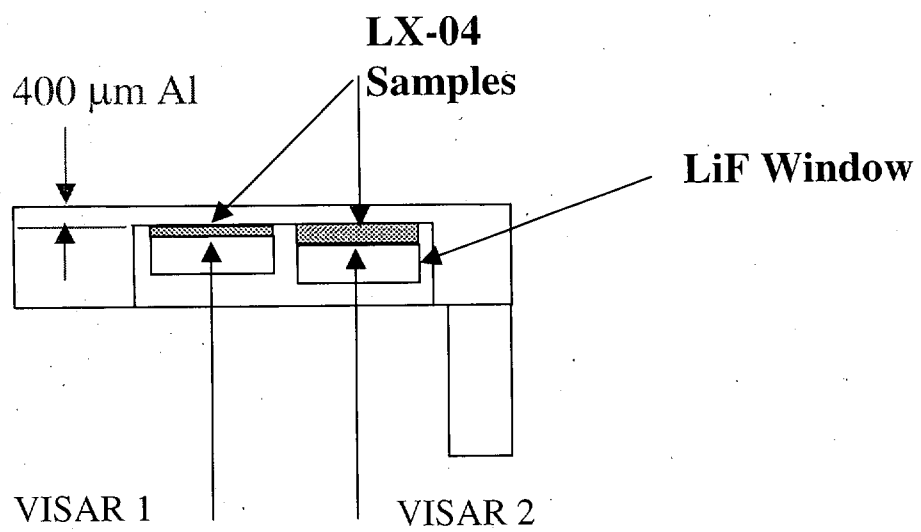 LX-04
Samples
400 μm Al
LiF Window
VISAR 1
VISAR 2